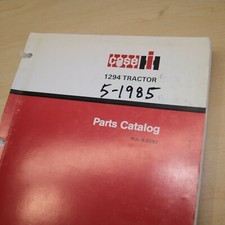 CASE IH
1294 TRACTOR
5-1985
Parts Catalog